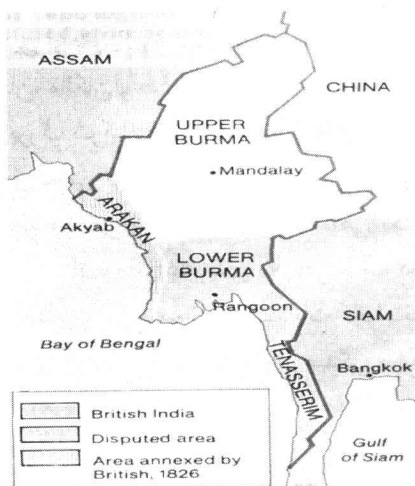 ASSAM
CHINA
UPPER
BURMA
Mandalay
ARAKAN
Akyab
LOWER
BURMA
Rangoon
SIAM
Bay of Bengal
TENASSERIM
Bangkok
British India
Disputed area
Area annexed by
British, 1826
Gulf
of Siam